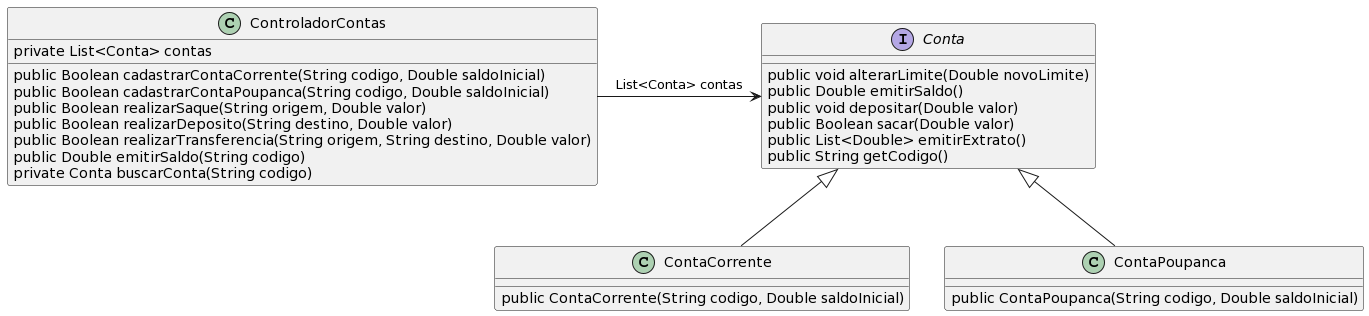 C ControladorContas
private List<Conta> contas
public Boolean cadastrarContaCorrente(String codigo, Double saldoInicial)
public Boolean cadastrarContaPoupanca(String codigo, Double saldoInicial)
public Boolean realizarSaque(String origem, Double valor)
public Boolean realizarDeposito(String destino, Double valor)
public Boolean realizarTransferencia(String origem, String destino, Double valor)
public Double emitirSaldo(String codigo)
private Conta buscarConta(String codigo)
List<Conta> contas
I Conta
public void alterarLimite(Double novoLimite)
public Double emitirSaldo()
public void depositar(Double valor)
public Boolean sacar(Double valor)
public List<Double> emitirExtrato()
public String getCodigo()
C ContaCorrente
public ContaCorrente(String codigo, Double saldoInicial)
C ContaPoupanca
public ContaPoupanca(String codigo, Double saldoInicial)